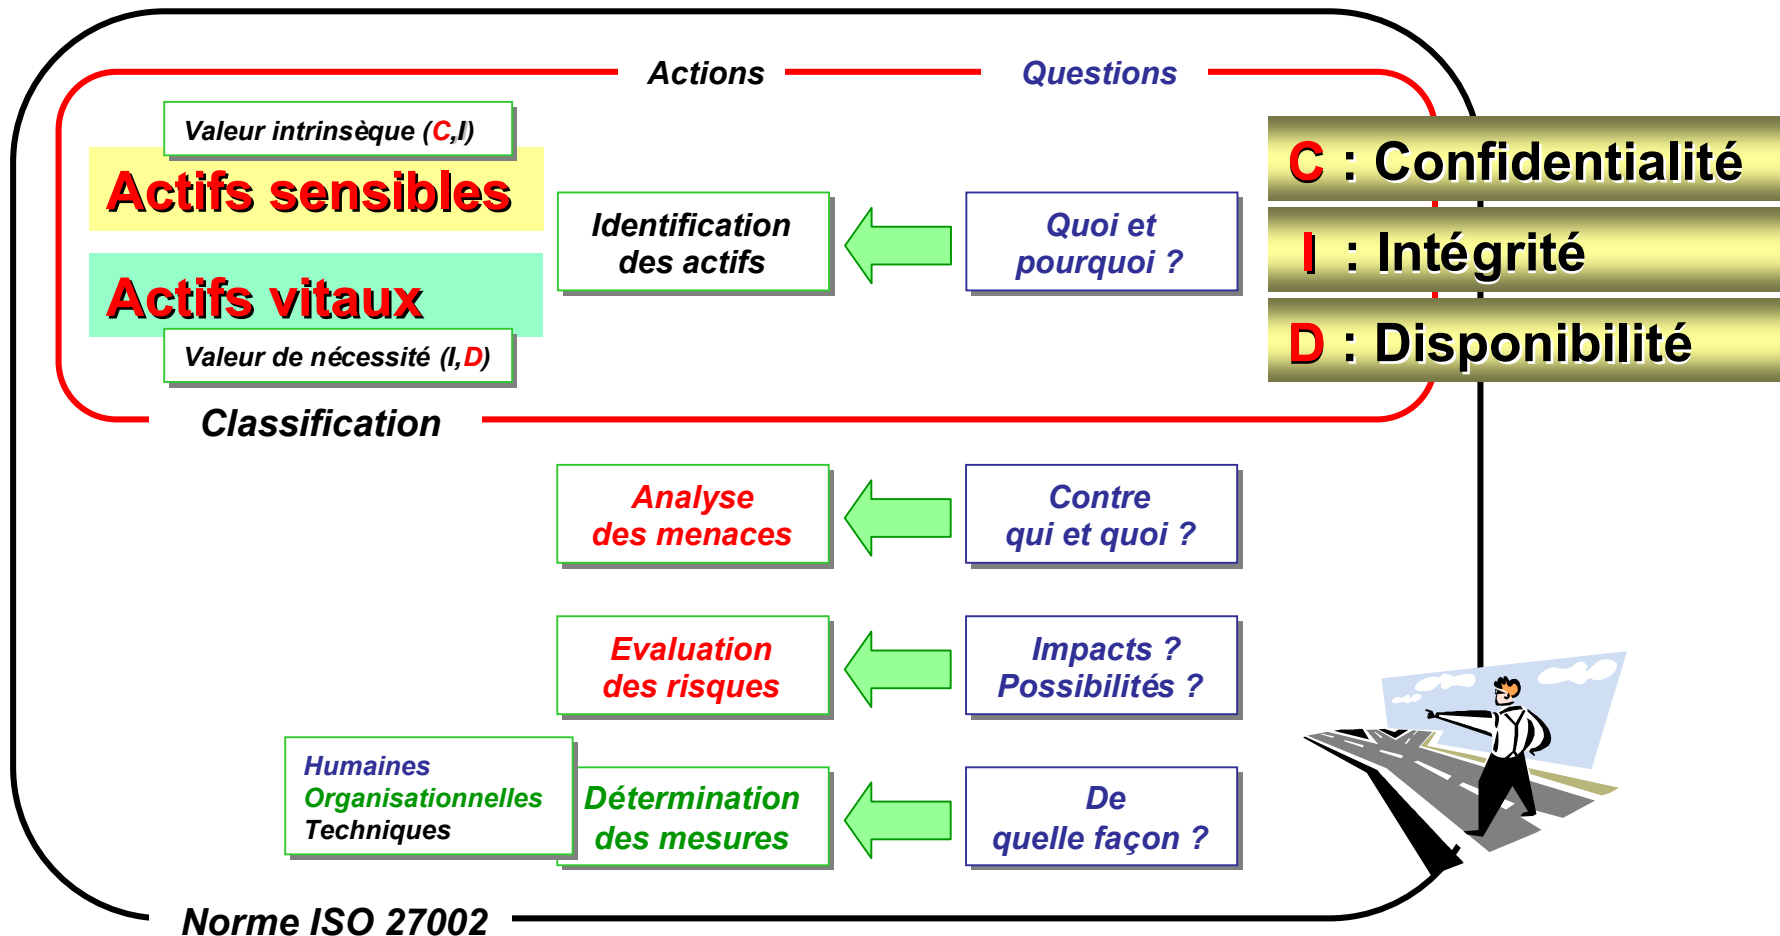 Actions
Questions
Valeur intrinsèque (C,I)
Actifs sensibles
Actifs vitaux
Valeur de nécessité (I,D)
Classification
Identification
des actifs
Quoi et
pourquoi ?
C : Confidentialité
I : Intégrité
D : Disponibilité
Analyse
des menaces
Contre
qui et quoi ?
Evaluation
des risques
Impacts ?
Possibilités ?
Humaines
Organisationnelles
Techniques
Détermination
des mesures
De
quelle façon ?
Norme ISO 27002